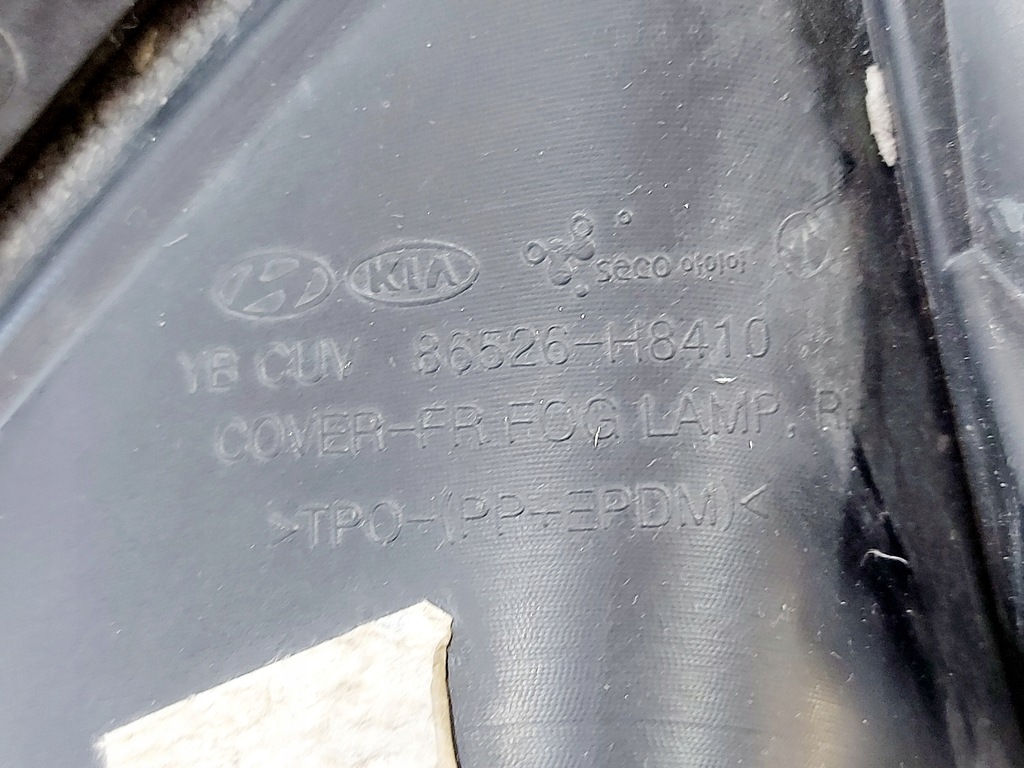 KIA seco
YB CUV 86526-H8410
COVER-FR FOG LAMP, R
>TPO-(PP+EPDM)<